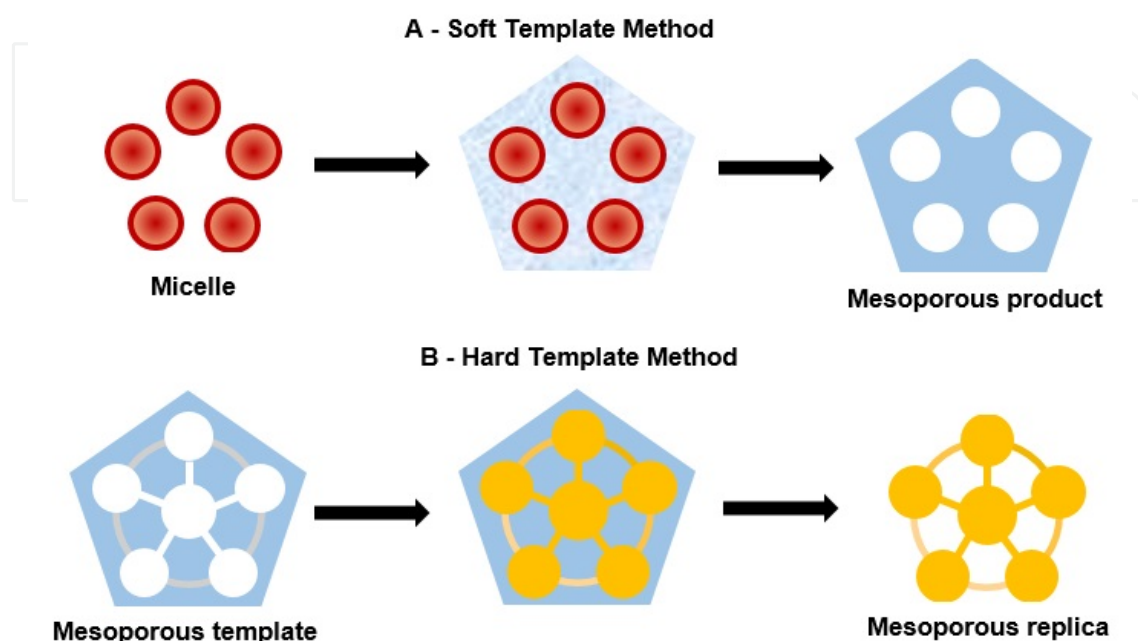 A - Soft Template Method
Micelle
Mesoporous product
B - Hard Template Method
Mesoporous template
Mesoporous replica